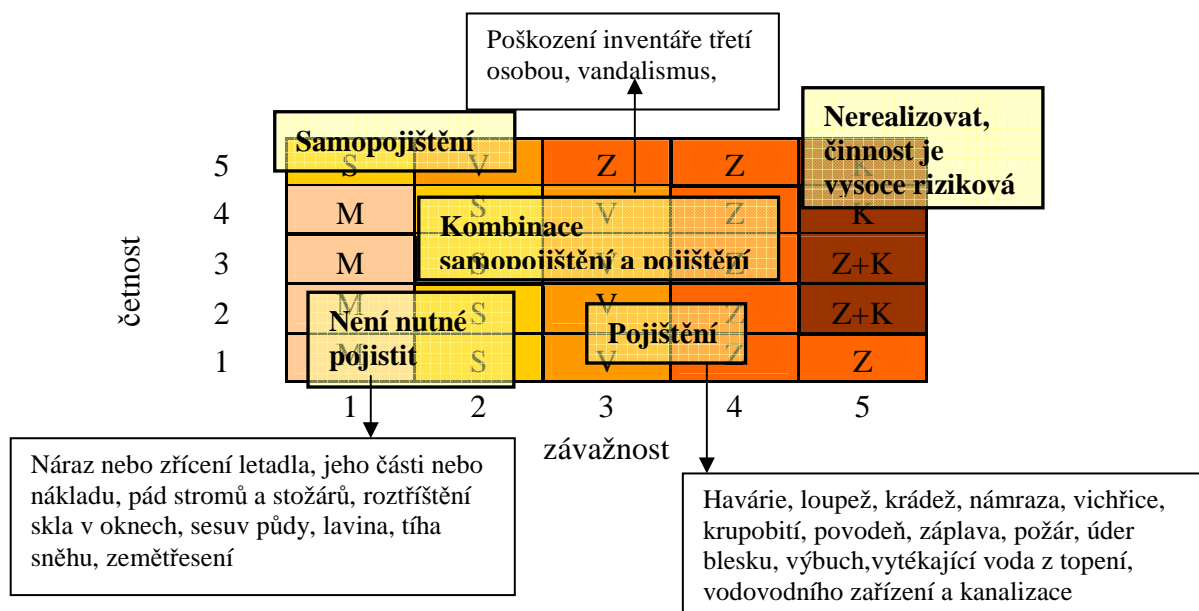 Poškození inventáře třetí
osobou, vandalismus,
Samopojištění
Nerealizovat,
činnost je
vysoce riziková
5 S V Z Z K
4 M S V Z K
Kombinace
samopojištění a pojištění
3 M S V Z Z+K
četnost
2 M S V Z Z+K
Není nutné
pojistit
Pojištění
1 M S V Z Z
1 2 3 4 5
závažnost
Náraz nebo zřícení letadla, jeho části nebo
nákladu, pád stromů a stožárů, roztříštění
skla v oknech, sesuv půdy, lavina, tíha
sněhu, zemětřesení
Havárie, loupež, krádež, námraza, vichřice,
krupobití, povodeň, záplava, požár, úder
blesku, výbuch,vytékající voda z topení,
vodovodního zařízení a kanalizace